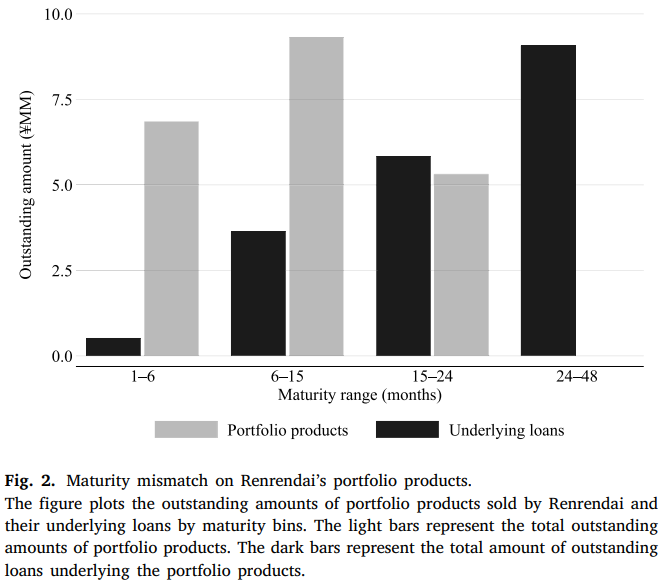 10.0
7.5
5.0
2.5
0.0
Outstanding amount (¥MM)
1–6 6–15 15–24 24–48
Maturity range (months)
Portfolio products Underlying loans
Fig. 2. Maturity mismatch on Renrendai's portfolio products.
The figure plots the outstanding amounts of portfolio products sold by Renrendai and
their underlying loans by maturity bins. The light bars represent the total outstanding
amounts of portfolio products. The dark bars represent the total amount of outstanding
loans underlying the portfolio products.